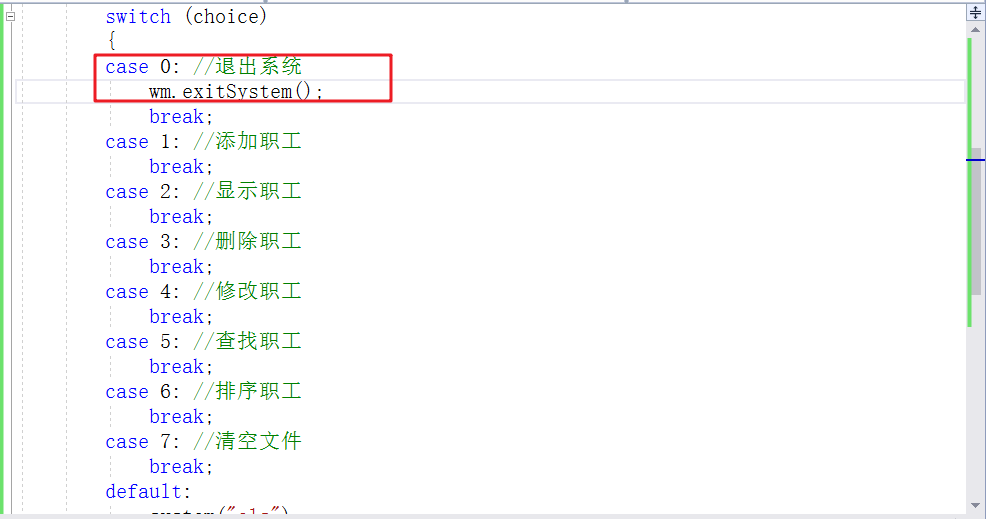 switch (choice)
{
case 0: //退出系统
wm.exitSystem();
break;
case 1: //添加职工
break;
case 2: //显示职工
break;
case 3: //删除职工
break;
case 4: //修改职工
break;
case 5: //查找职工
break;
case 6: //排序职工
break;
case 7: //清空文件
break;
default:
system("cls")